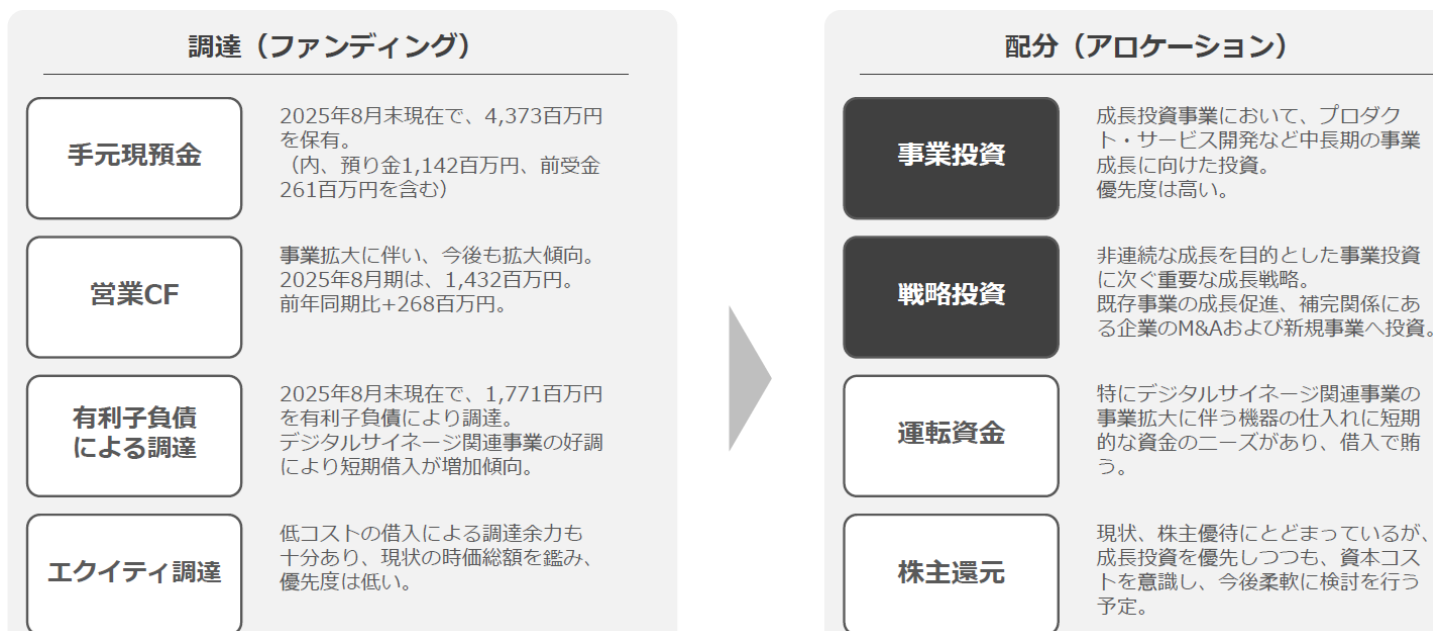 調達（ファンディング）
手元現預金
2025年8月末現在で、4,373百万円
を保有。
（内、預り金1,142百万円、前受金
261百万円を含む）
営業CF
事業拡大に伴い、今後も拡大傾向。
2025年8月期は、1,432百万円。
前年同期比+268百万円。
有利子負債
による調達
2025年8月末現在で、1,771百万円
を有利子負債により調達。
デジタルサイネージ関連事業の好調
により短期借入が増加傾向。
エクイティ調達
低コストの借入による調達余力も
十分あり、現状の時価総額を鑑み、
優先度は低い。
配分（アロケーション）
事業投資
成長投資事業において、プロダク
ト・サービス開発など中長期の事業
成長に向けた投資。
優先度は高い。
戦略投資
非連続な成長を目的とした事業投資
に次ぐ重要な成長戦略。
既存事業の成長促進、補完関係にあ
る企業のM&Aおよび新規事業へ投資。
運転資金
特にデジタルサイネージ関連事業の
事業拡大に伴う機器の仕入れに短期
的な資金のニーズがあり、借入で賄
う。
株主還元
現状、株主優待にとどまっているが、
成長投資を優先しつつも、資本コス
トを意識し、今後柔軟に検討を行う
予定。